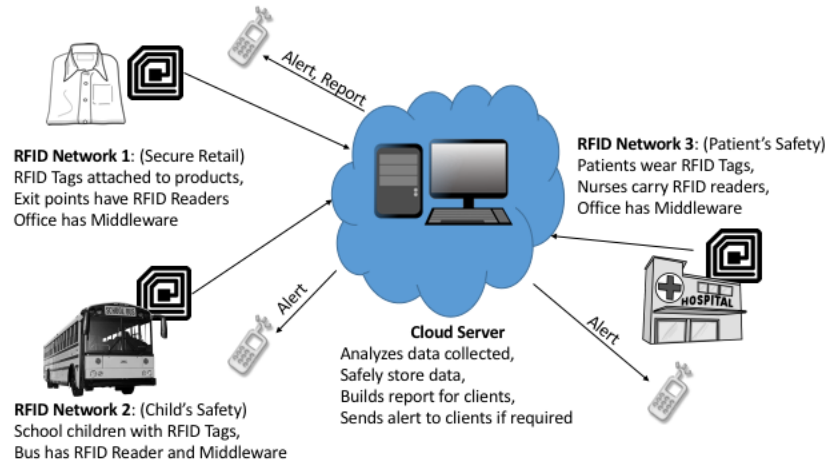 Alert, Report
RFID Network 1: (Secure Retail)
RFID Tags attached to products,
Exit points have RFID Readers
Office has Middleware
RFID Network 3: (Patient's Safety)
Patients wear RFID Tags,
Nurses carry RFID readers,
Office has Middleware
SCHOOL BUS
HOSPITAL
Alert
Alert
Cloud Server
Analyzes data collected,
Safely store data,
Builds report for clients,
Sends alert to clients if required
RFID Network 2: (Child's Safety)
School children with RFID Tags,
Bus has RFID Reader and Middleware